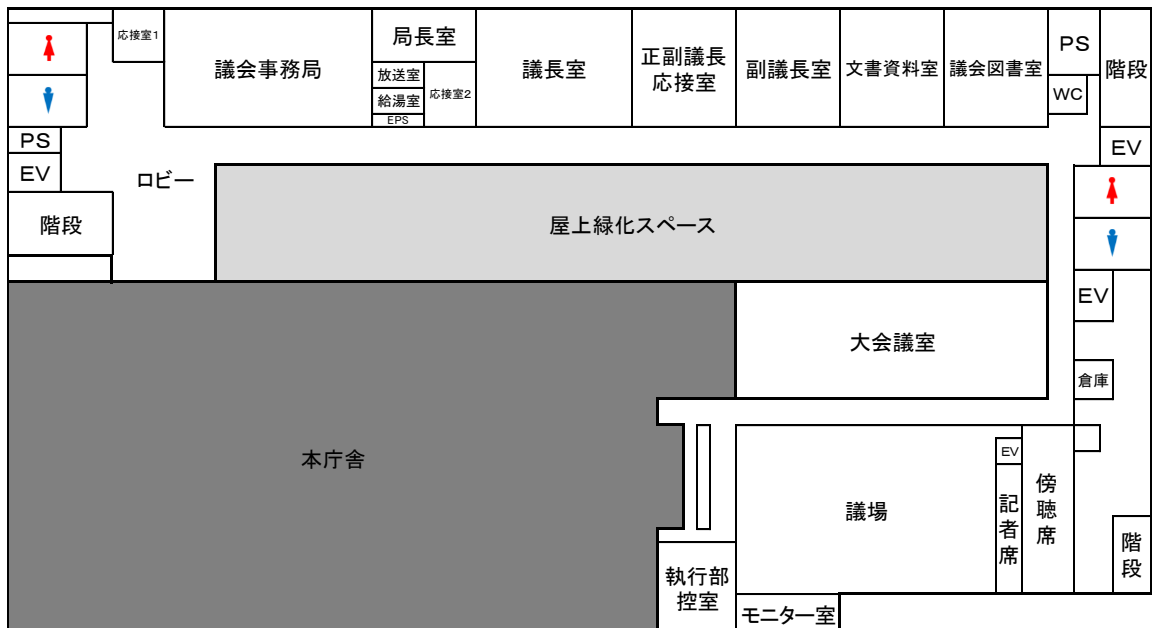 応接室1
議会事務局
局長室
放送室
給湯室
EPS
応接室2
議長室
正副議長
応接室
副議長室
文書資料室
議会図書室
PS
WC
階段
EV
PS
EV
階段
ロビー
屋上緑化スペース
EV
大会議室
倉庫
本庁舎
議場
EV
記者席
傍聴席
階段
執行部
控室
モニター室